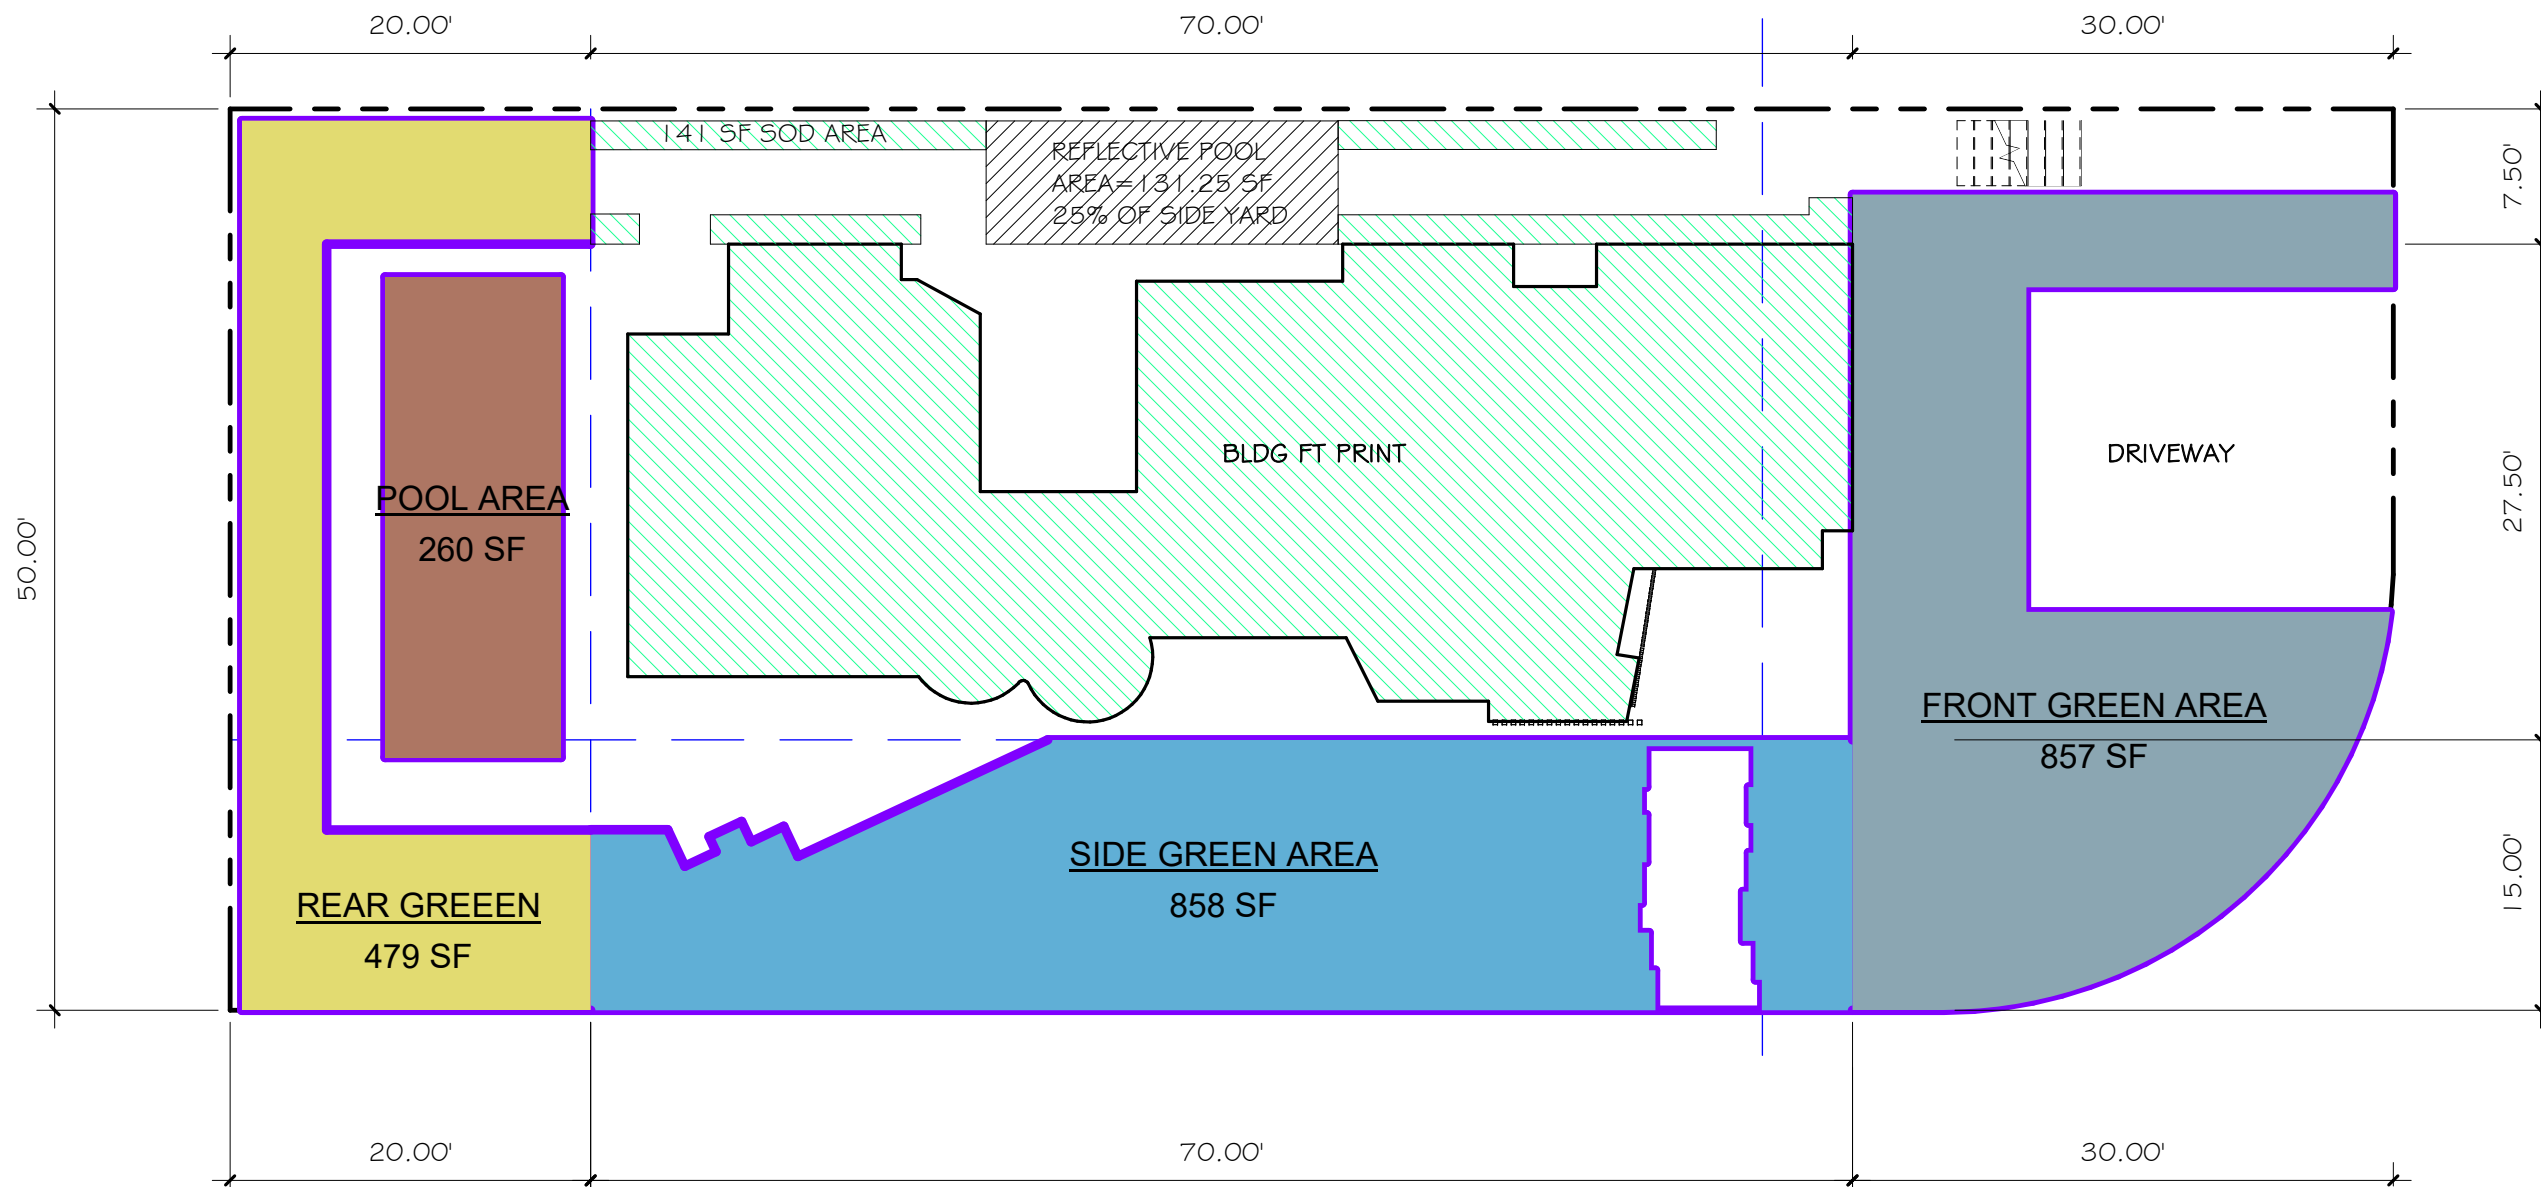 20.00'
70.00'
30.00'
141 SF SOD AREA
REFLECTIVE POOL
AREA=131.25 SF
25% OF SIDE YARD
7.50'
BLDG FT PRINT
DRIVEWAY
27.50'
POOL AREA
260 SF
50.00'
FRONT GREEN AREA
857 SF
SIDE GREEN AREA
858 SF
15.00'
REAR GREEEN
479 SF
20.00'
70.00'
30.00'